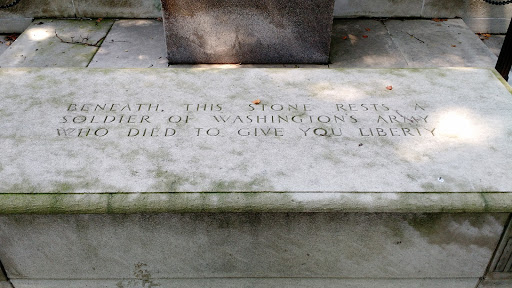 BENEATH THIS STONE RESTS A
SOLDIER OF WASHINGTON'S ARMY
WHO DIED TO GIVE YOU LIBERTY